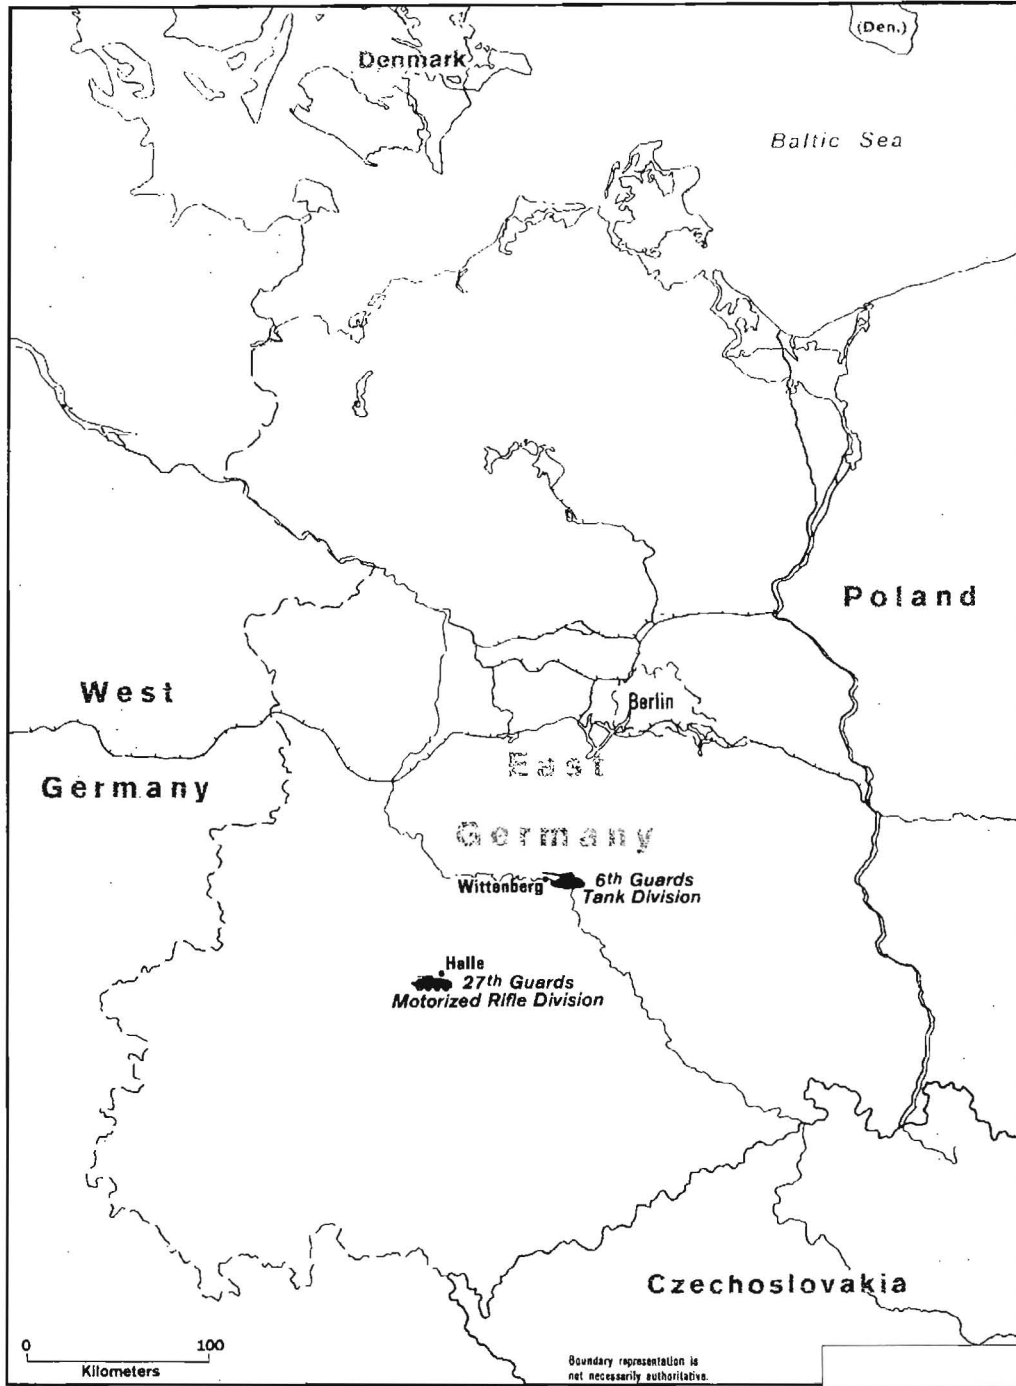 (Den.)
Denmark
Baltic Sea
Poland
West
Germany
Berlin
East
Germany
Wittenberg
6th Guards
Tank Division
Halle
27th Guards
Motorized Rifle Division
Czechoslovakia
0 100
Kilometers
Boundary representation is
not necessarily authoritative.